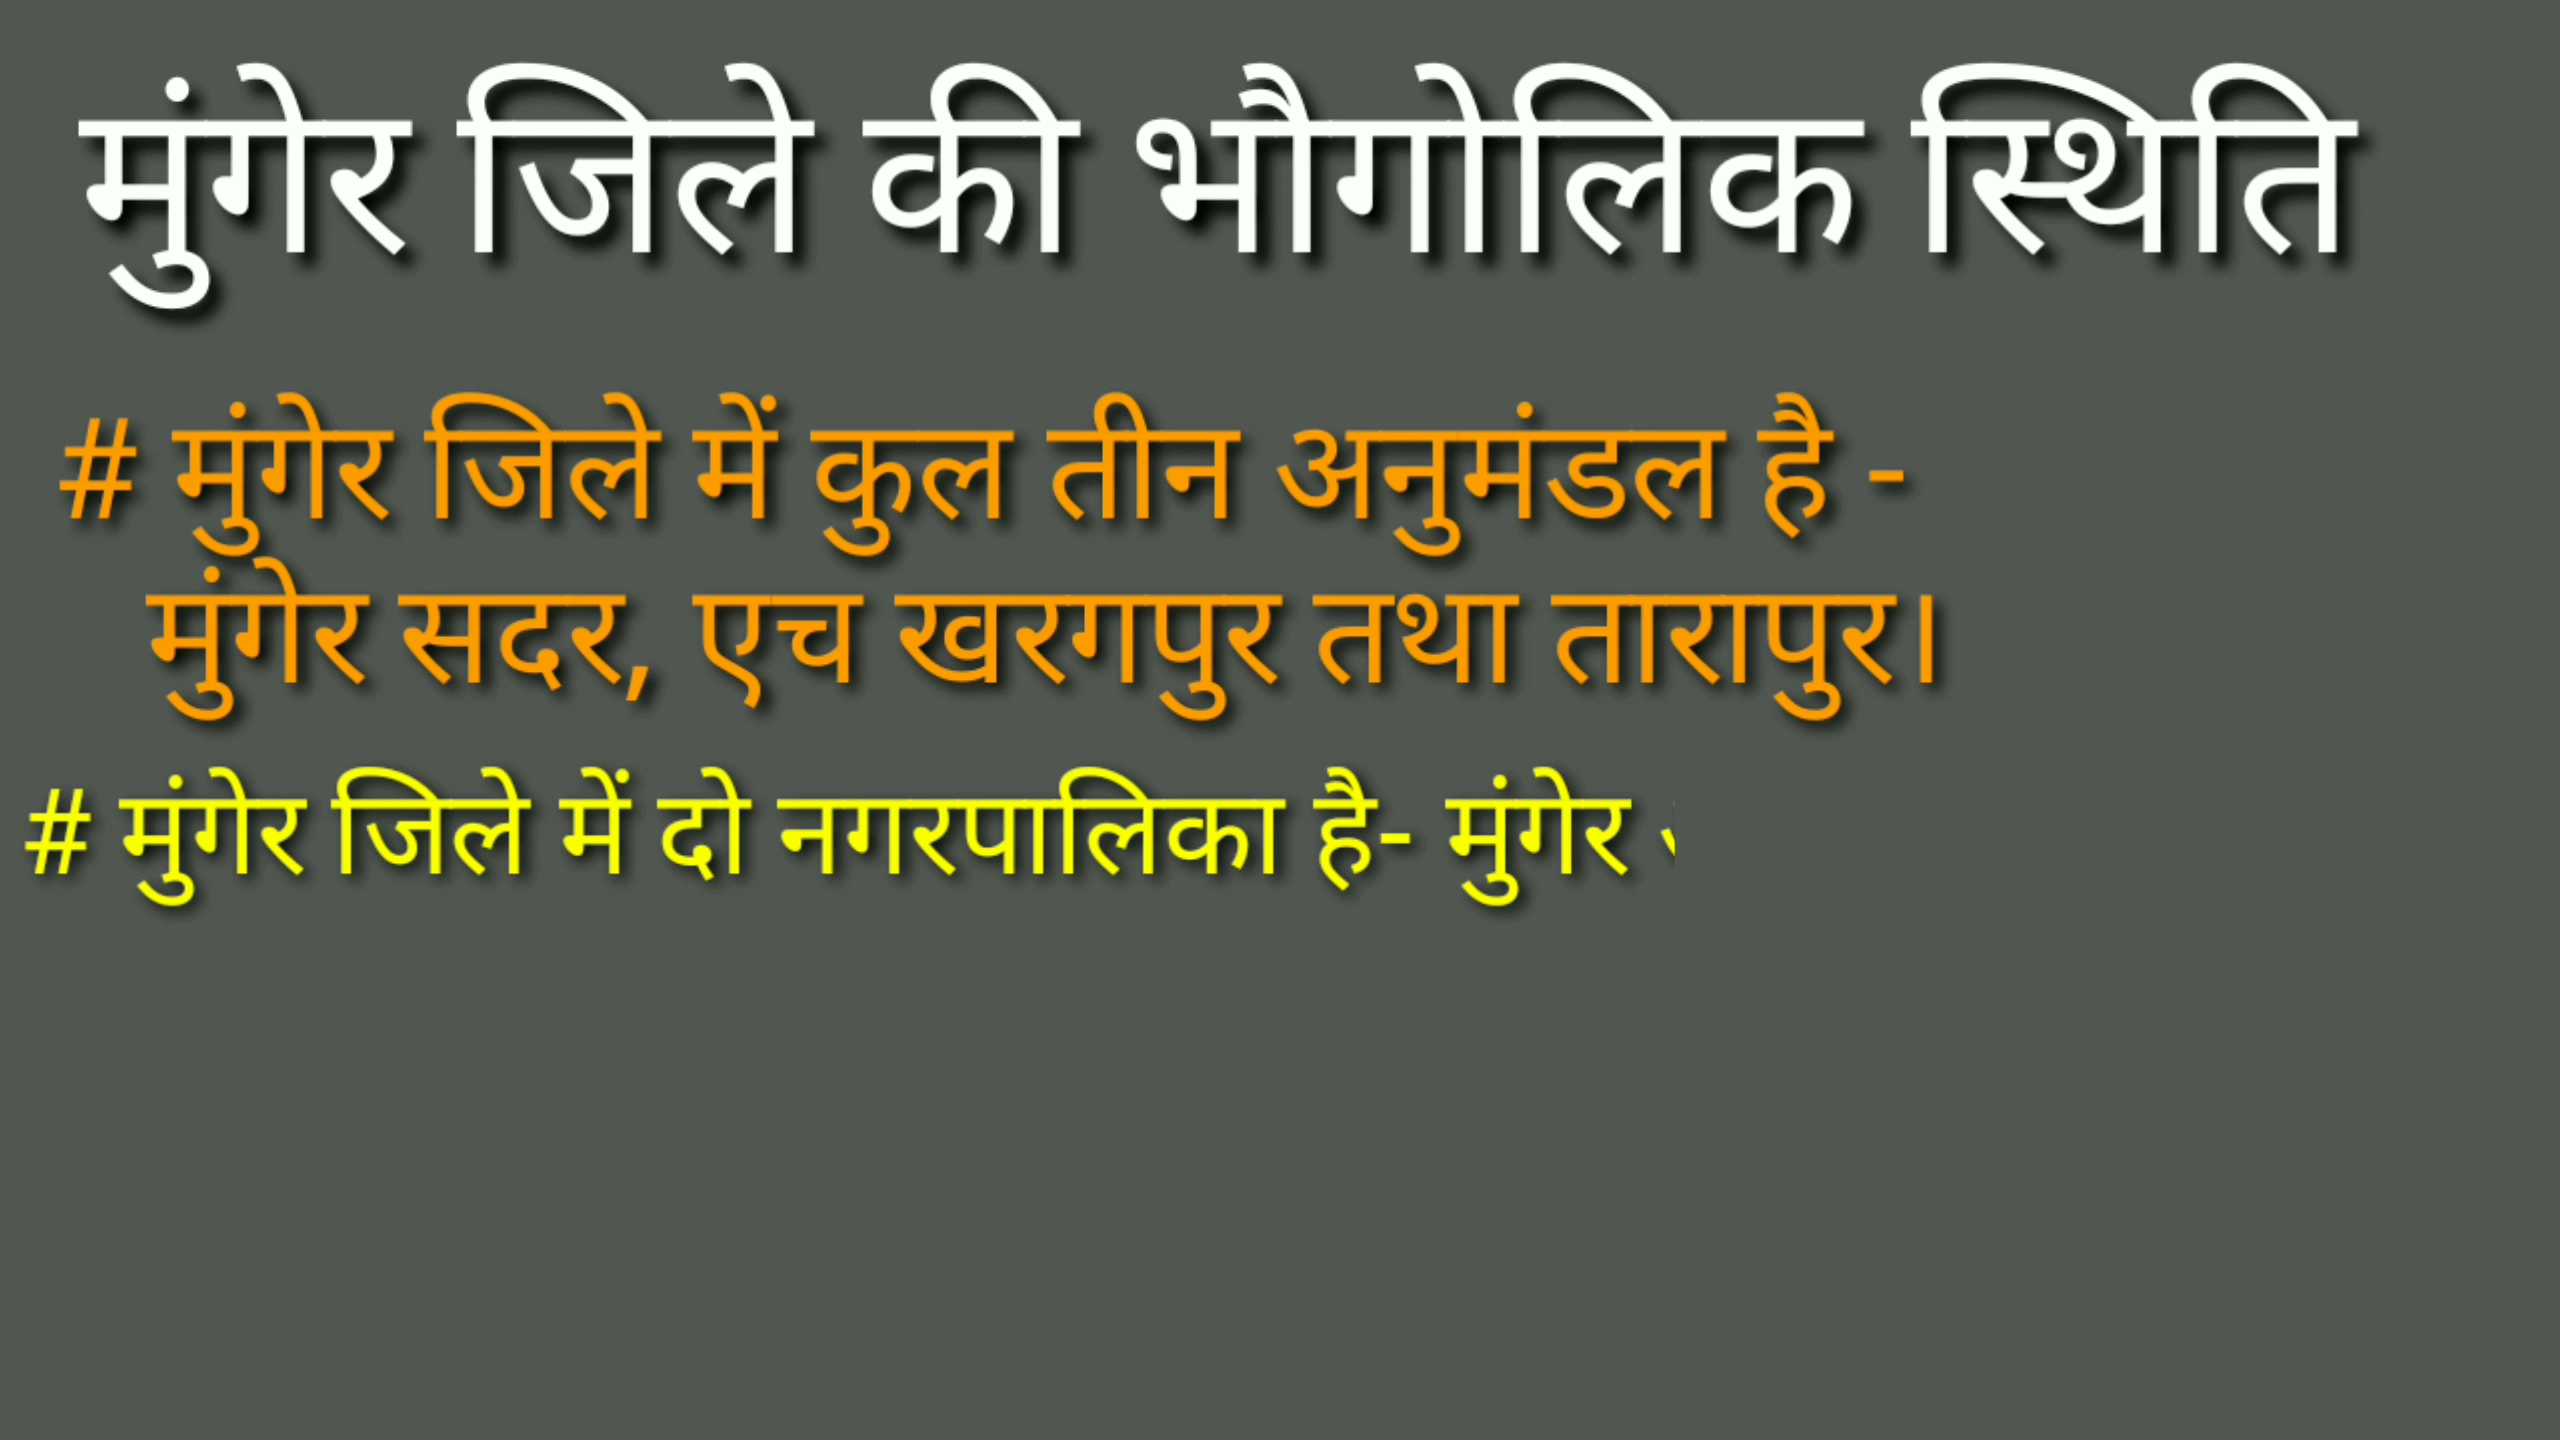 मुंगेर जिले की भौगोलिक स्थिति
# मुंगेर जिले में कुल तीन अनुमंडल है -
मुंगेर सदर, एच खरगपुर तथा तारापुर।
# मुंगेर जिले में दो नगरपालिका है- मुंगेर